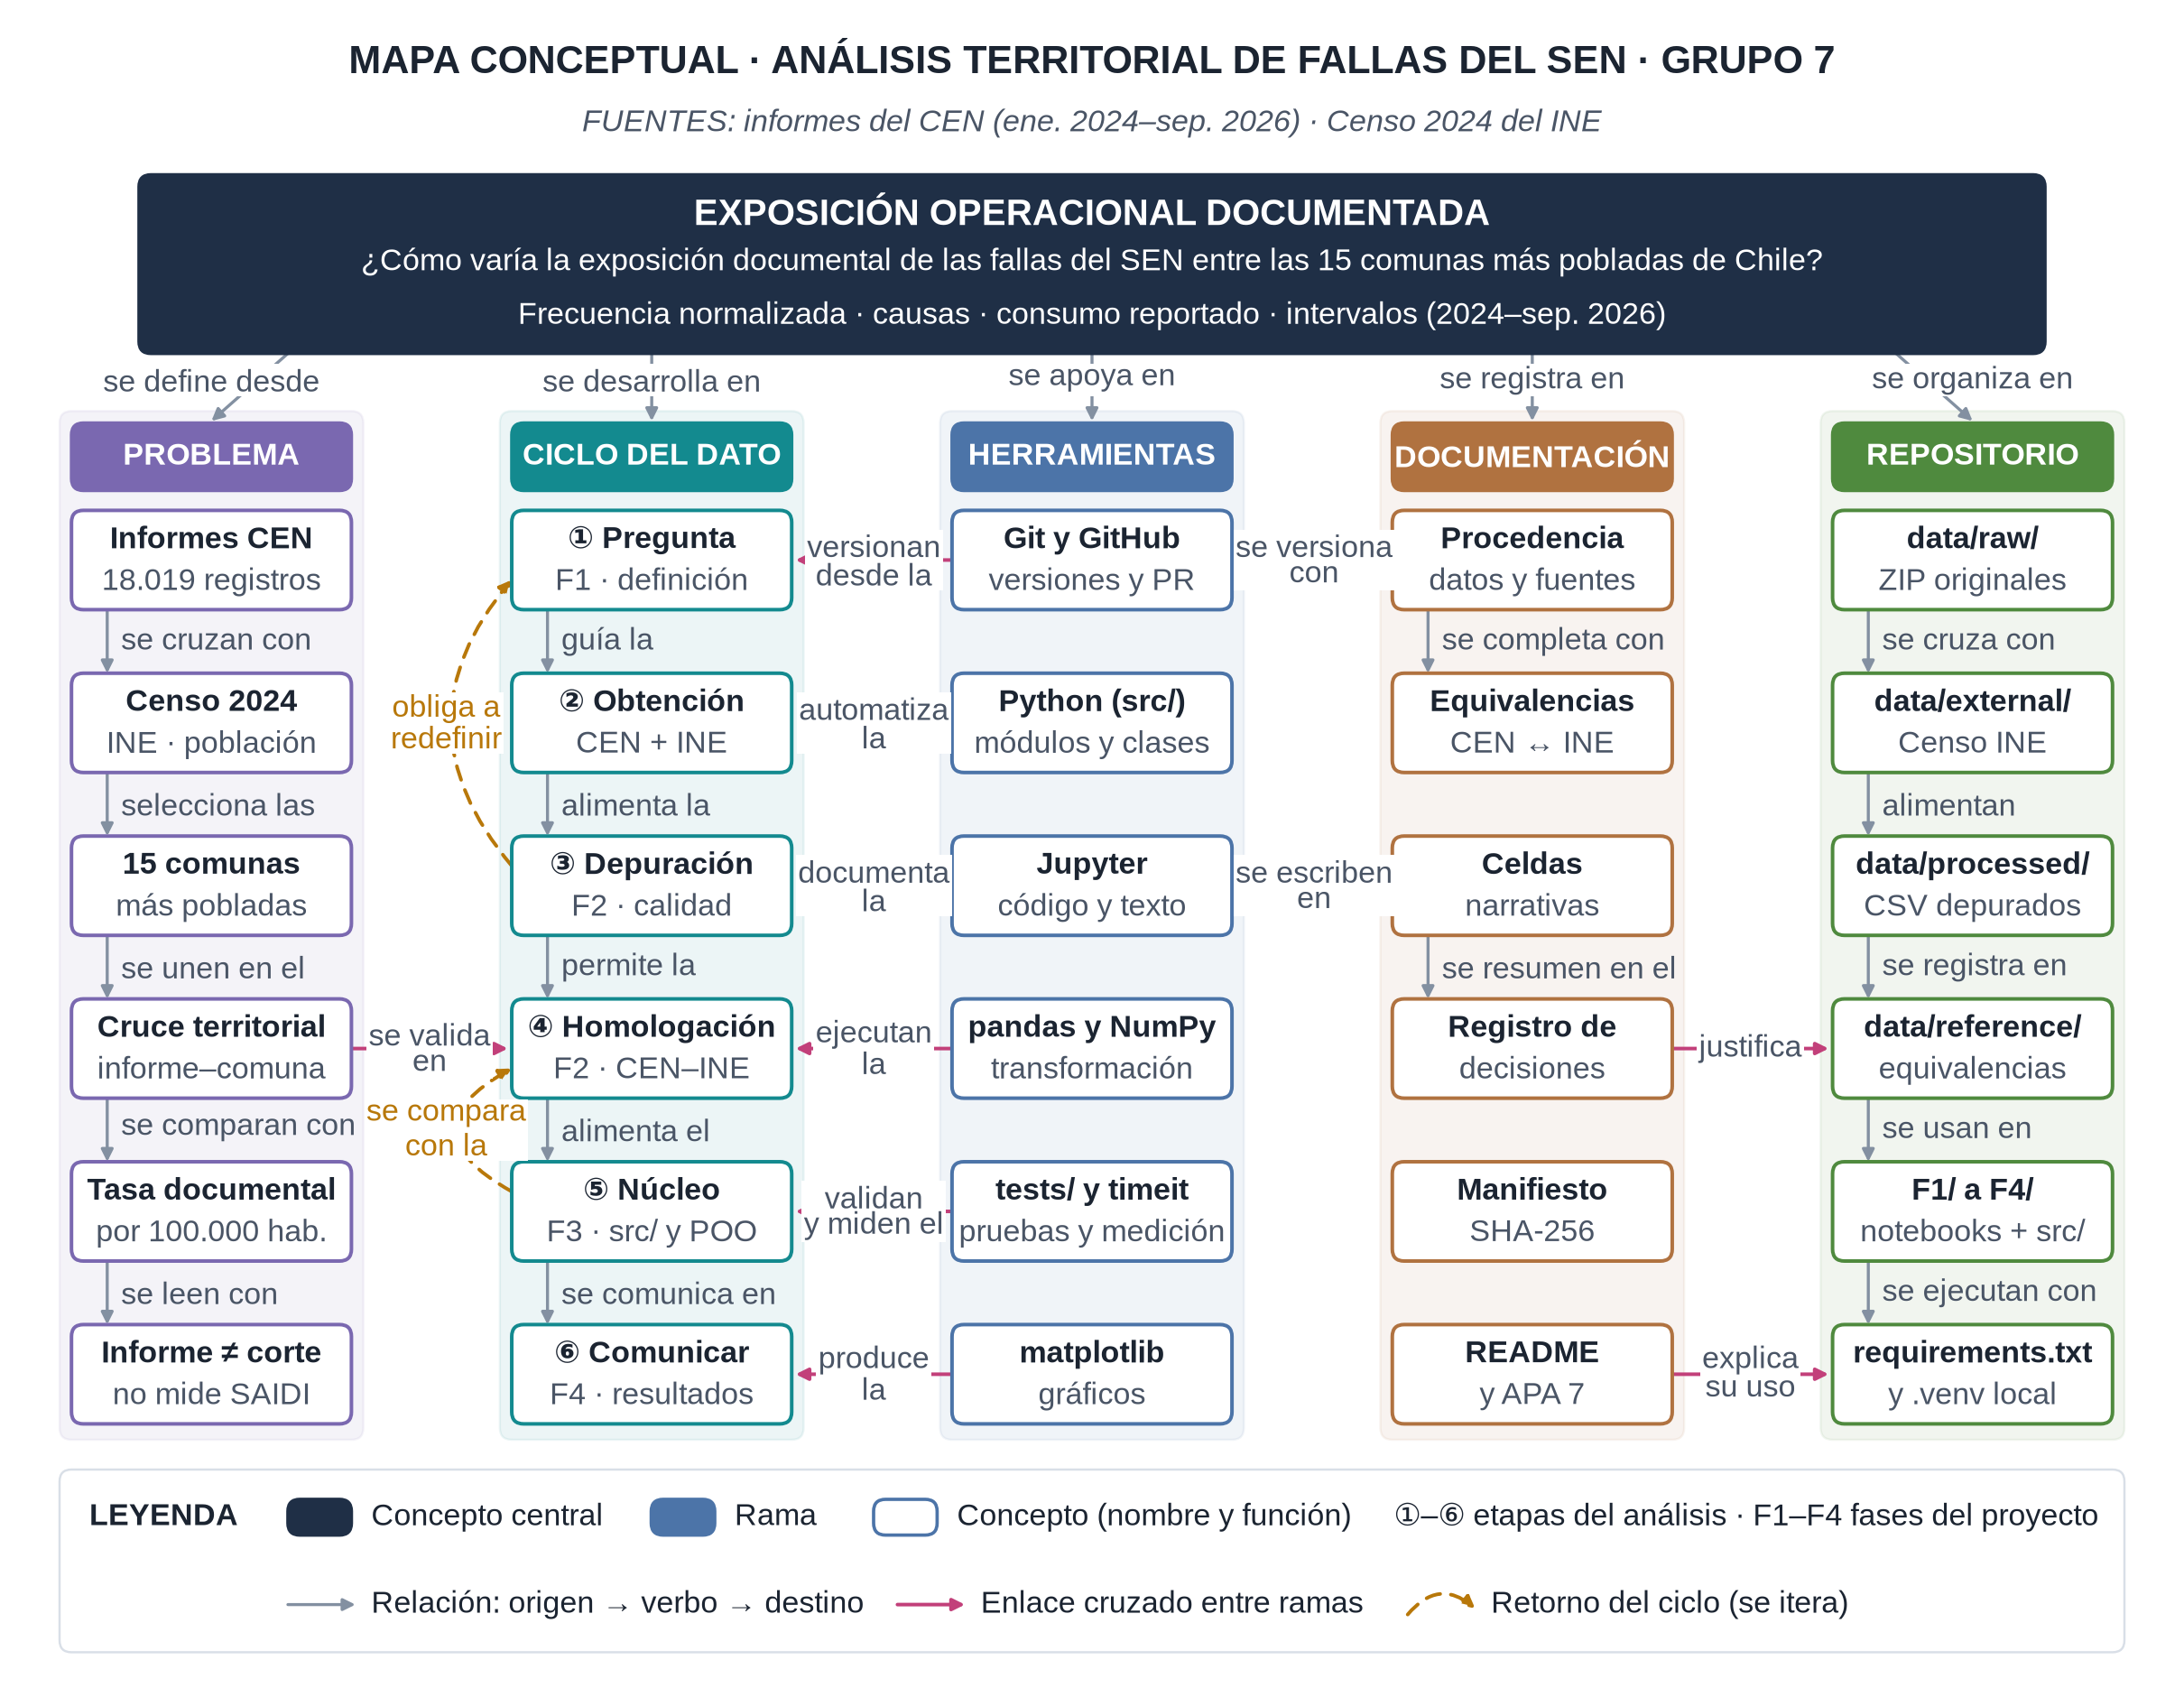 MAPA CONCEPTUAL · ANÁLISIS TERRITORIAL DE FALLAS DEL SEN · GRUPO 7
FUENTES: informes del CEN (ene. 2024–sep. 2026) · Censo 2024 del INE
EXPOSICIÓN OPERACIONAL DOCUMENTADA
¿Cómo varía la exposición documental de las fallas del SEN entre las 15 comunas más pobladas de Chile?
Frecuencia normalizada · causas · consumo reportado · intervalos (2024–sep. 2026)
se define desde
se desarrolla en
se apoya en
se registra en
se organiza en
PROBLEMA
Informes CEN
18.019 registros
se cruzan con
Censo 2024
INE · población
selecciona las
15 comunas
más pobladas
se unen en el
Cruce territorial
informe–comuna
se comparan con
Tasa documental
por 100.000 hab.
se leen con
Informe ≠ corte
no mide SAIDI
se valida
en
obliga a
redefinir
se compara
con la
CICLO DEL DATO
① Pregunta
F1 · definición
guía la
② Obtención
CEN + INE
alimenta la
③ Depuración
F2 · calidad
permite la
④ Homologación
F2 · CEN–INE
alimenta el
⑤ Núcleo
F3 · src/ y POO
se comunica en
⑥ Comunicar
F4 · resultados
versionan
desde la
automatiza
la
documenta
la
ejecutan
la
validan
y miden el
produce
la
HERRAMIENTAS
Git y GitHub
versiones y PR
Python (src/)
módulos y clases
Jupyter
código y texto
pandas y NumPy
transformación
tests/ y timeit
pruebas y medición
matplotlib
gráficos
se versiona
con
se escriben
en
DOCUMENTACIÓN
Procedencia
datos y fuentes
se completa con
Equivalencias
CEN ↔ INE
Celdas
narrativas
se resumen en el
Registro de
decisiones
Manifiesto
SHA-256
README
y APA 7
justifica
explica
su uso
REPOSITORIO
data/raw/
ZIP originales
se cruza con
data/external/
Censo INE
alimentan
data/processed/
CSV depurados
se registra en
data/reference/
equivalencias
se usan en
F1/ a F4/
notebooks + src/
se ejecutan con
requirements.txt
y .venv local
LEYENDA
Concepto central
Rama
Concepto (nombre y función)
①–⑥ etapas del análisis · F1–F4 fases del proyecto
Relación: origen → verbo → destino
Enlace cruzado entre ramas
Retorno del ciclo (se itera)